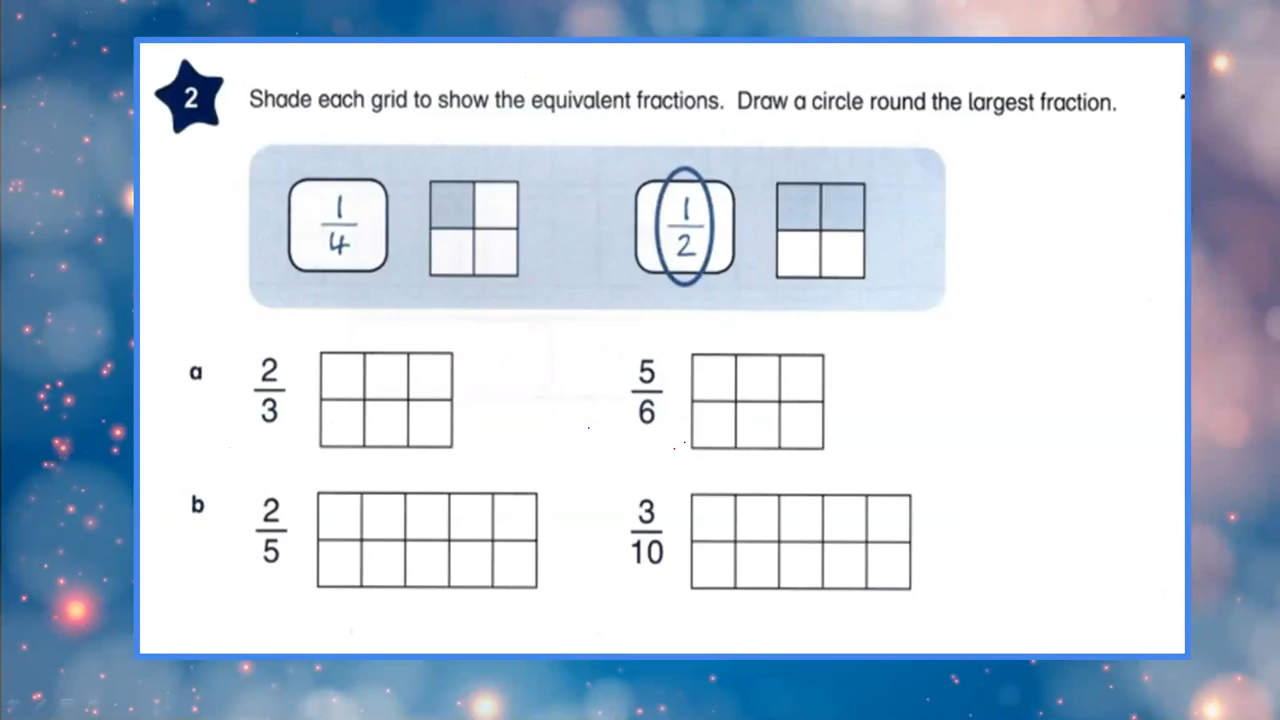 2 Shade each grid to show the equivalent fractions. Draw a circle round the largest fraction.
1/4 1/2
a 2/3 5/6
b 2/5 3/10